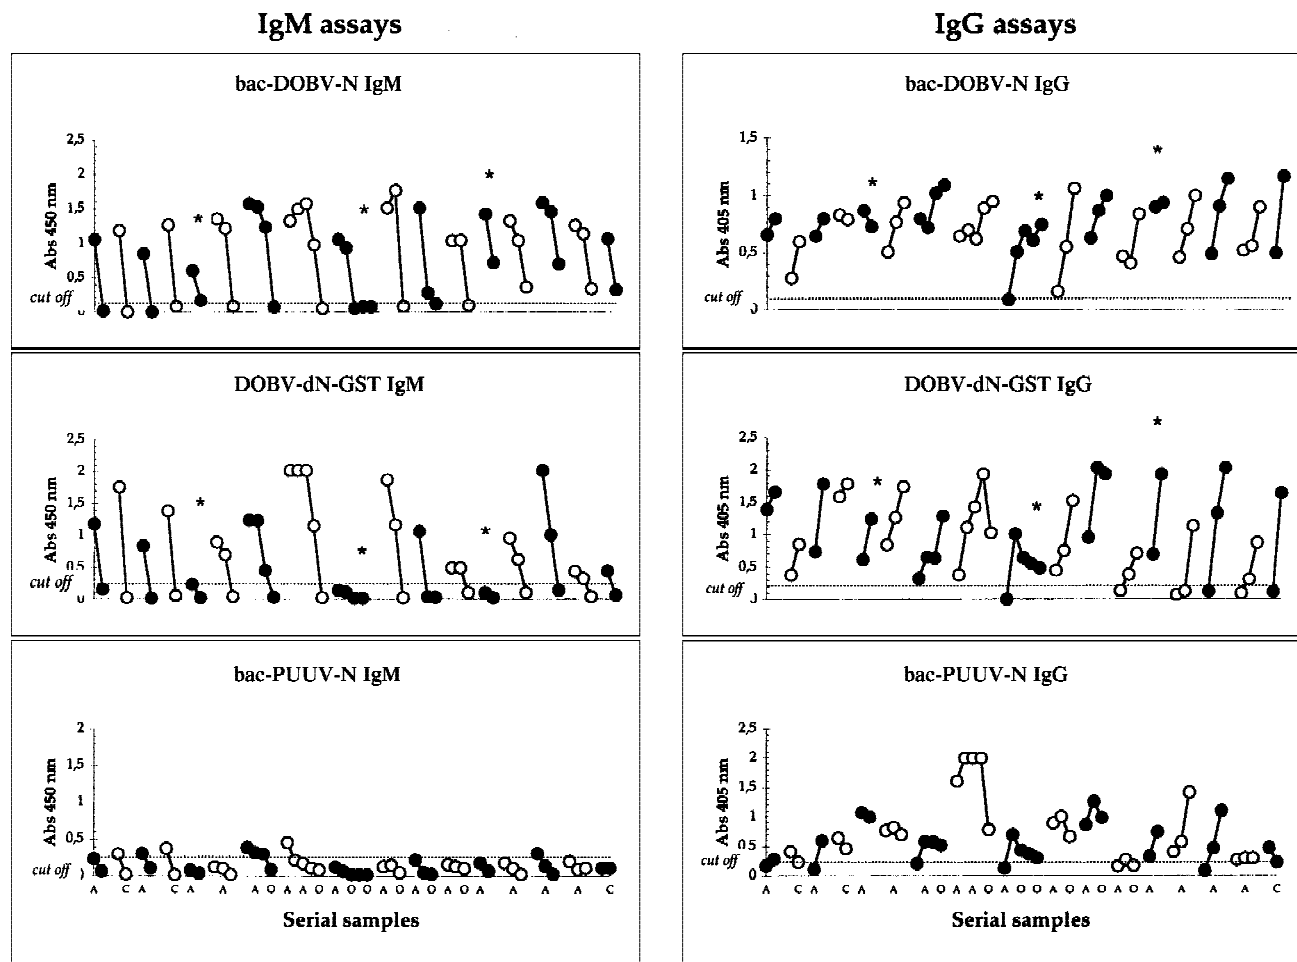 IgM assays
IgG assays
bac-DOBV-N IgM
2,5
2
1,5
1
0,5
Abs 450 nm
cut off
* * *
bac-DOBV-N IgG
1,5
1
0,5
Abs 405 nm
cut off
* * *
DOBV-dN-GST IgM
2,5
2
1,5
1
0,5
0
Abs 450 nm
cut off
* * *
DOBV-dN-GST IgG
2,5
2
1,5
1
0,5
Abs 405 nm
cut off
* * *
bac-PUUV-N IgM
2
1,5
1
0,5
Abs 450 nm
cut off
A C A C A A A O A A O A O O A O A O A O A A A A C
Serial samples
bac-PUUV-N IgG
2,5
2
1,5
1
0,5
0
Abs 405 nm
cut off
A C A C A A A O A A O A O O A O A O A O A A A A C
Serial samples